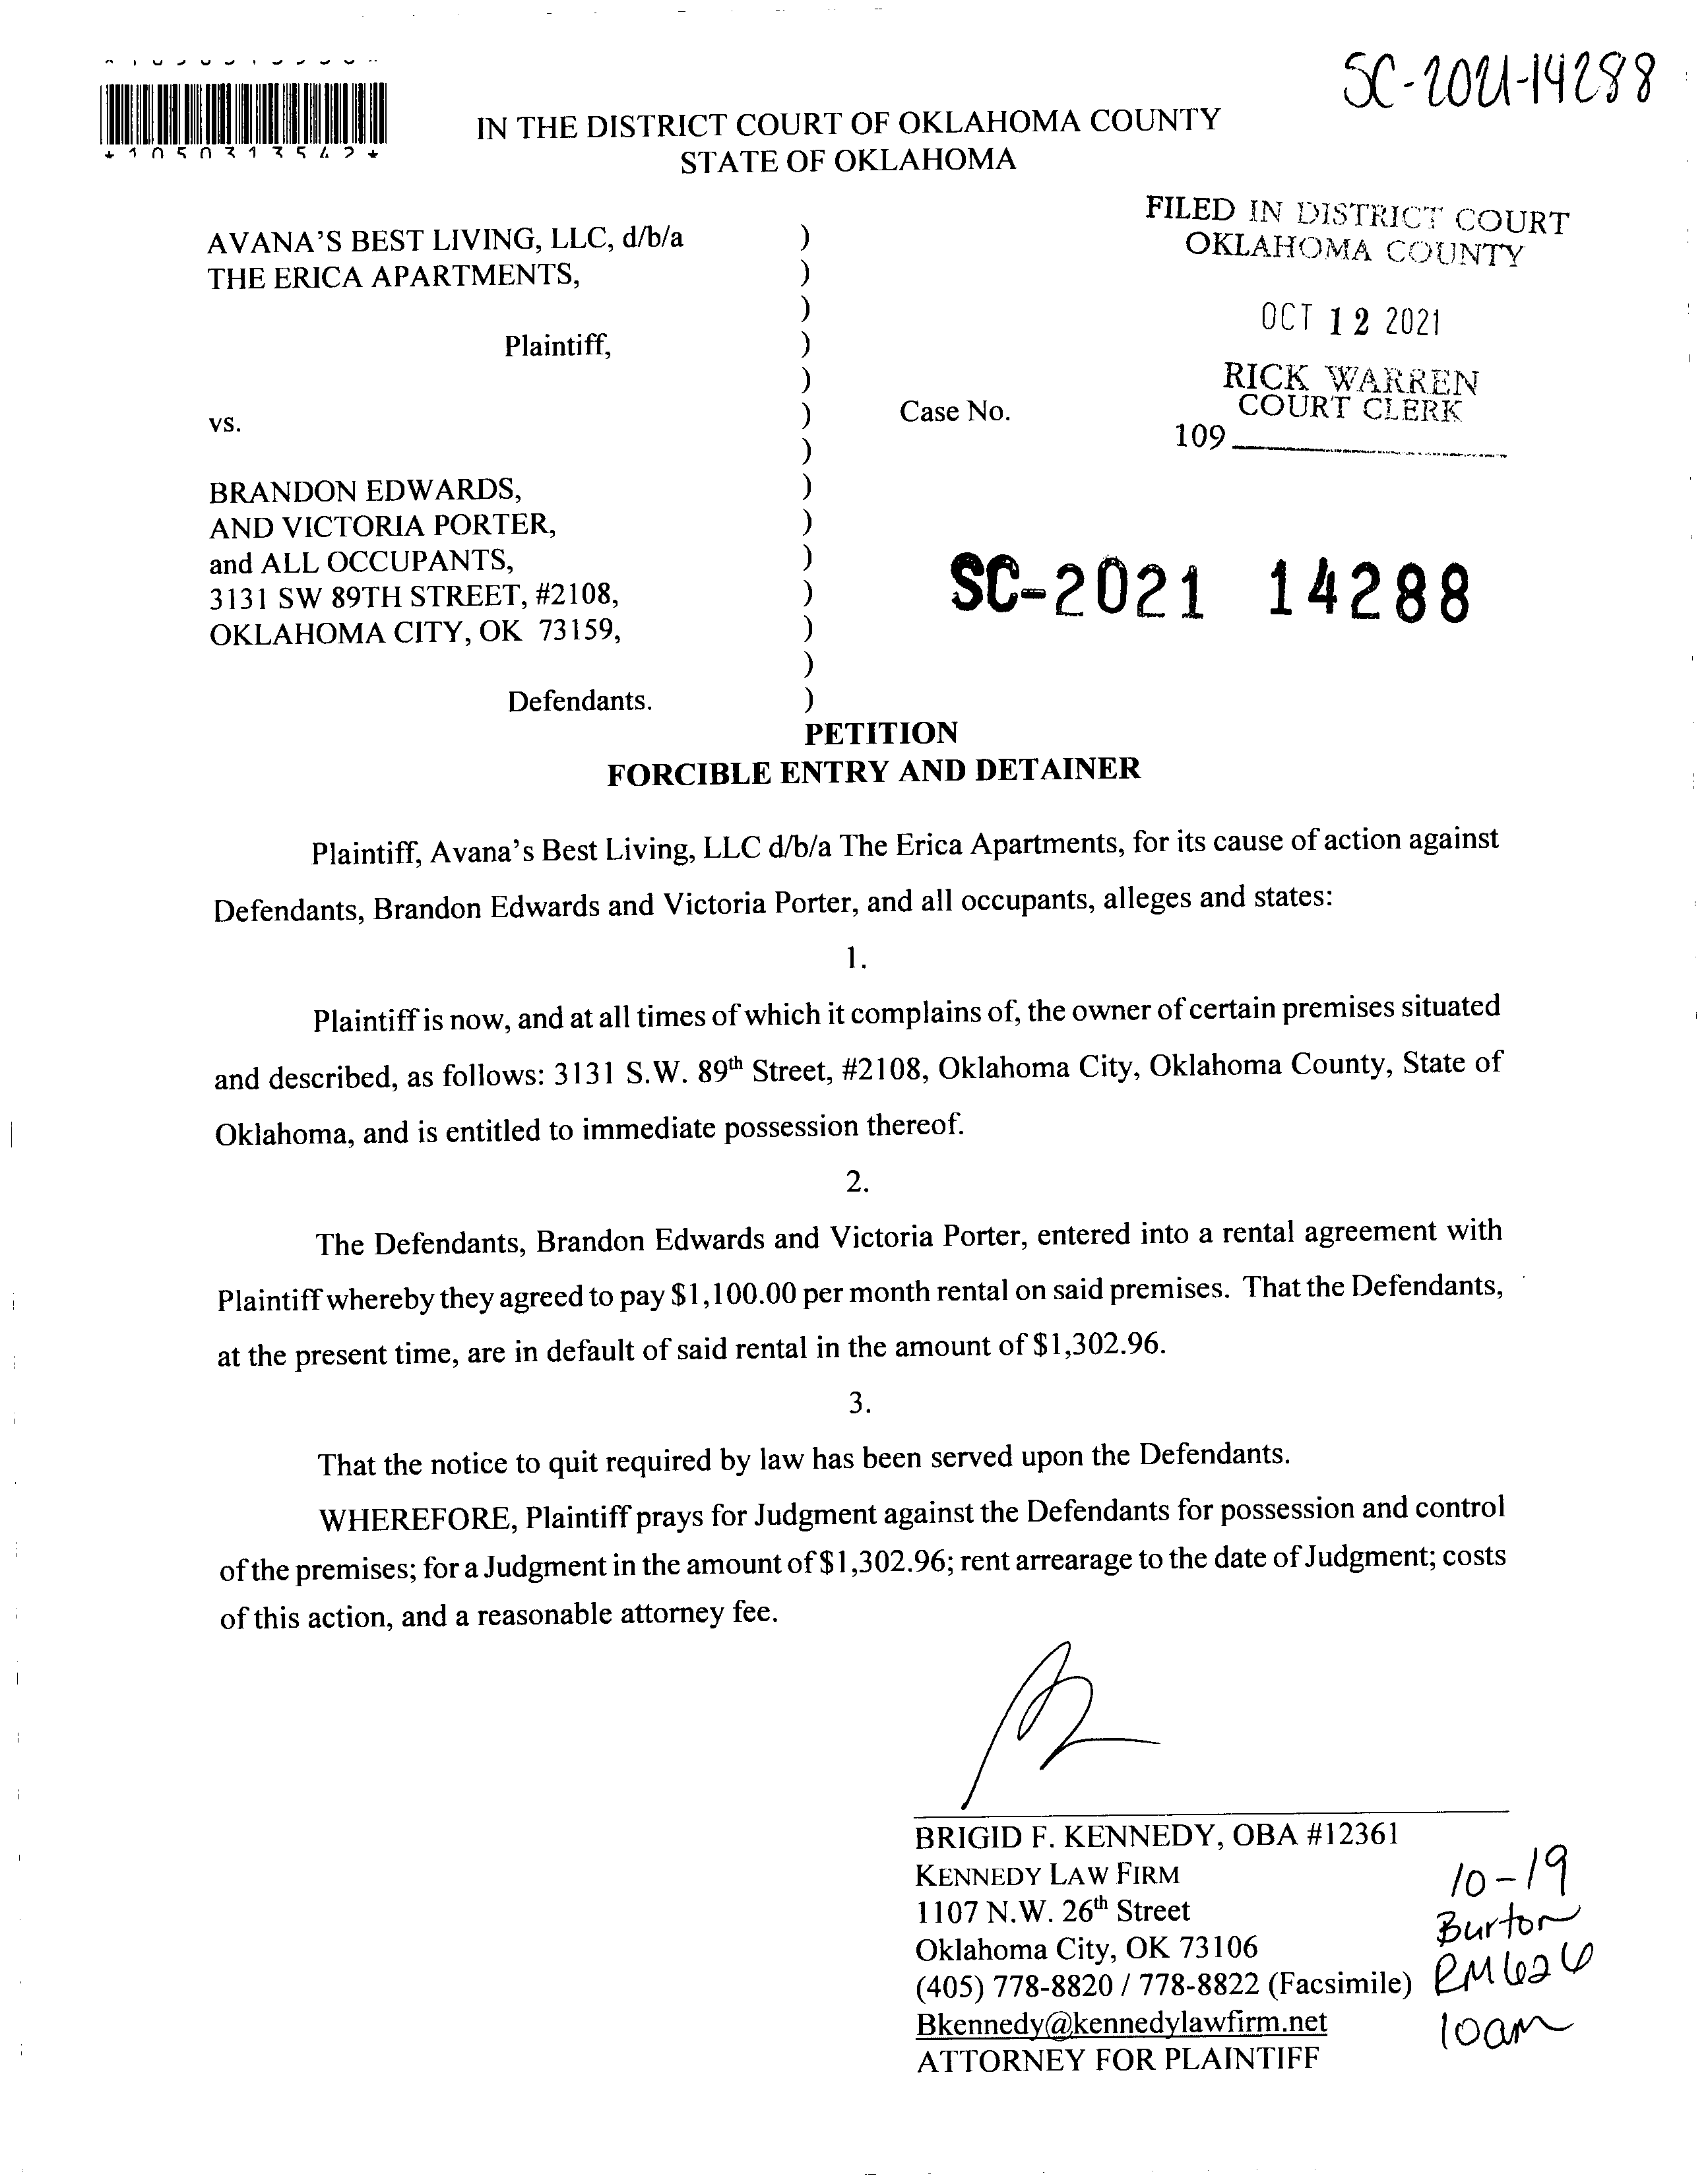 SC-2021-14288
*1050313542*
IN THE DISTRICT COURT OF OKLAHOMA COUNTY
STATE OF OKLAHOMA
FILED IN DISTRICT COURT
OKLAHOMA COUNTY
OCT 12 2021
RICK WARREN
COURT CLERK
109
AVANA'S BEST LIVING, LLC, d/b/a )
THE ERICA APARTMENTS, )
)
Plaintiff, )
)
vs. ) Case No.
)
BRANDON EDWARDS, )
AND VICTORIA PORTER, )
and ALL OCCUPANTS, )
3131 SW 89TH STREET, #2108, )
OKLAHOMA CITY, OK 73159, )
)
Defendants. )
SC-2021 14288
PETITION
FORCIBLE ENTRY AND DETAINER
Plaintiff, Avana's Best Living, LLC d/b/a The Erica Apartments, for its cause of action against
Defendants, Brandon Edwards and Victoria Porter, and all occupants, alleges and states:
1.
Plaintiff is now, and at all times of which it complains of, the owner of certain premises situated
and described, as follows: 3131 S.W. 89th Street, #2108, Oklahoma City, Oklahoma County, State of
Oklahoma, and is entitled to immediate possession thereof.
2.
The Defendants, Brandon Edwards and Victoria Porter, entered into a rental agreement with
Plaintiff whereby they agreed to pay $1,100.00 per month rental on said premises. That the Defendants,
at the present time, are in default of said rental in the amount of $1,302.96.
3.
That the notice to quit required by law has been served upon the Defendants.
WHEREFORE, Plaintiff prays for Judgment against the Defendants for possession and control
of the premises; for a Judgment in the amount of $1,302.96; rent arrearage to the date of Judgment; costs
of this action, and a reasonable attorney fee.
BRIGID F. KENNEDY, OBA #12361
KENNEDY LAW FIRM
1107 N.W. 26th Street
Oklahoma City, OK 73106
(405) 778-8820 / 778-8822 (Facsimile)
Bkennedy@kennedylawfirm.net
ATTORNEY FOR PLAINTIFF
10-19
Burton
RM 626
10am